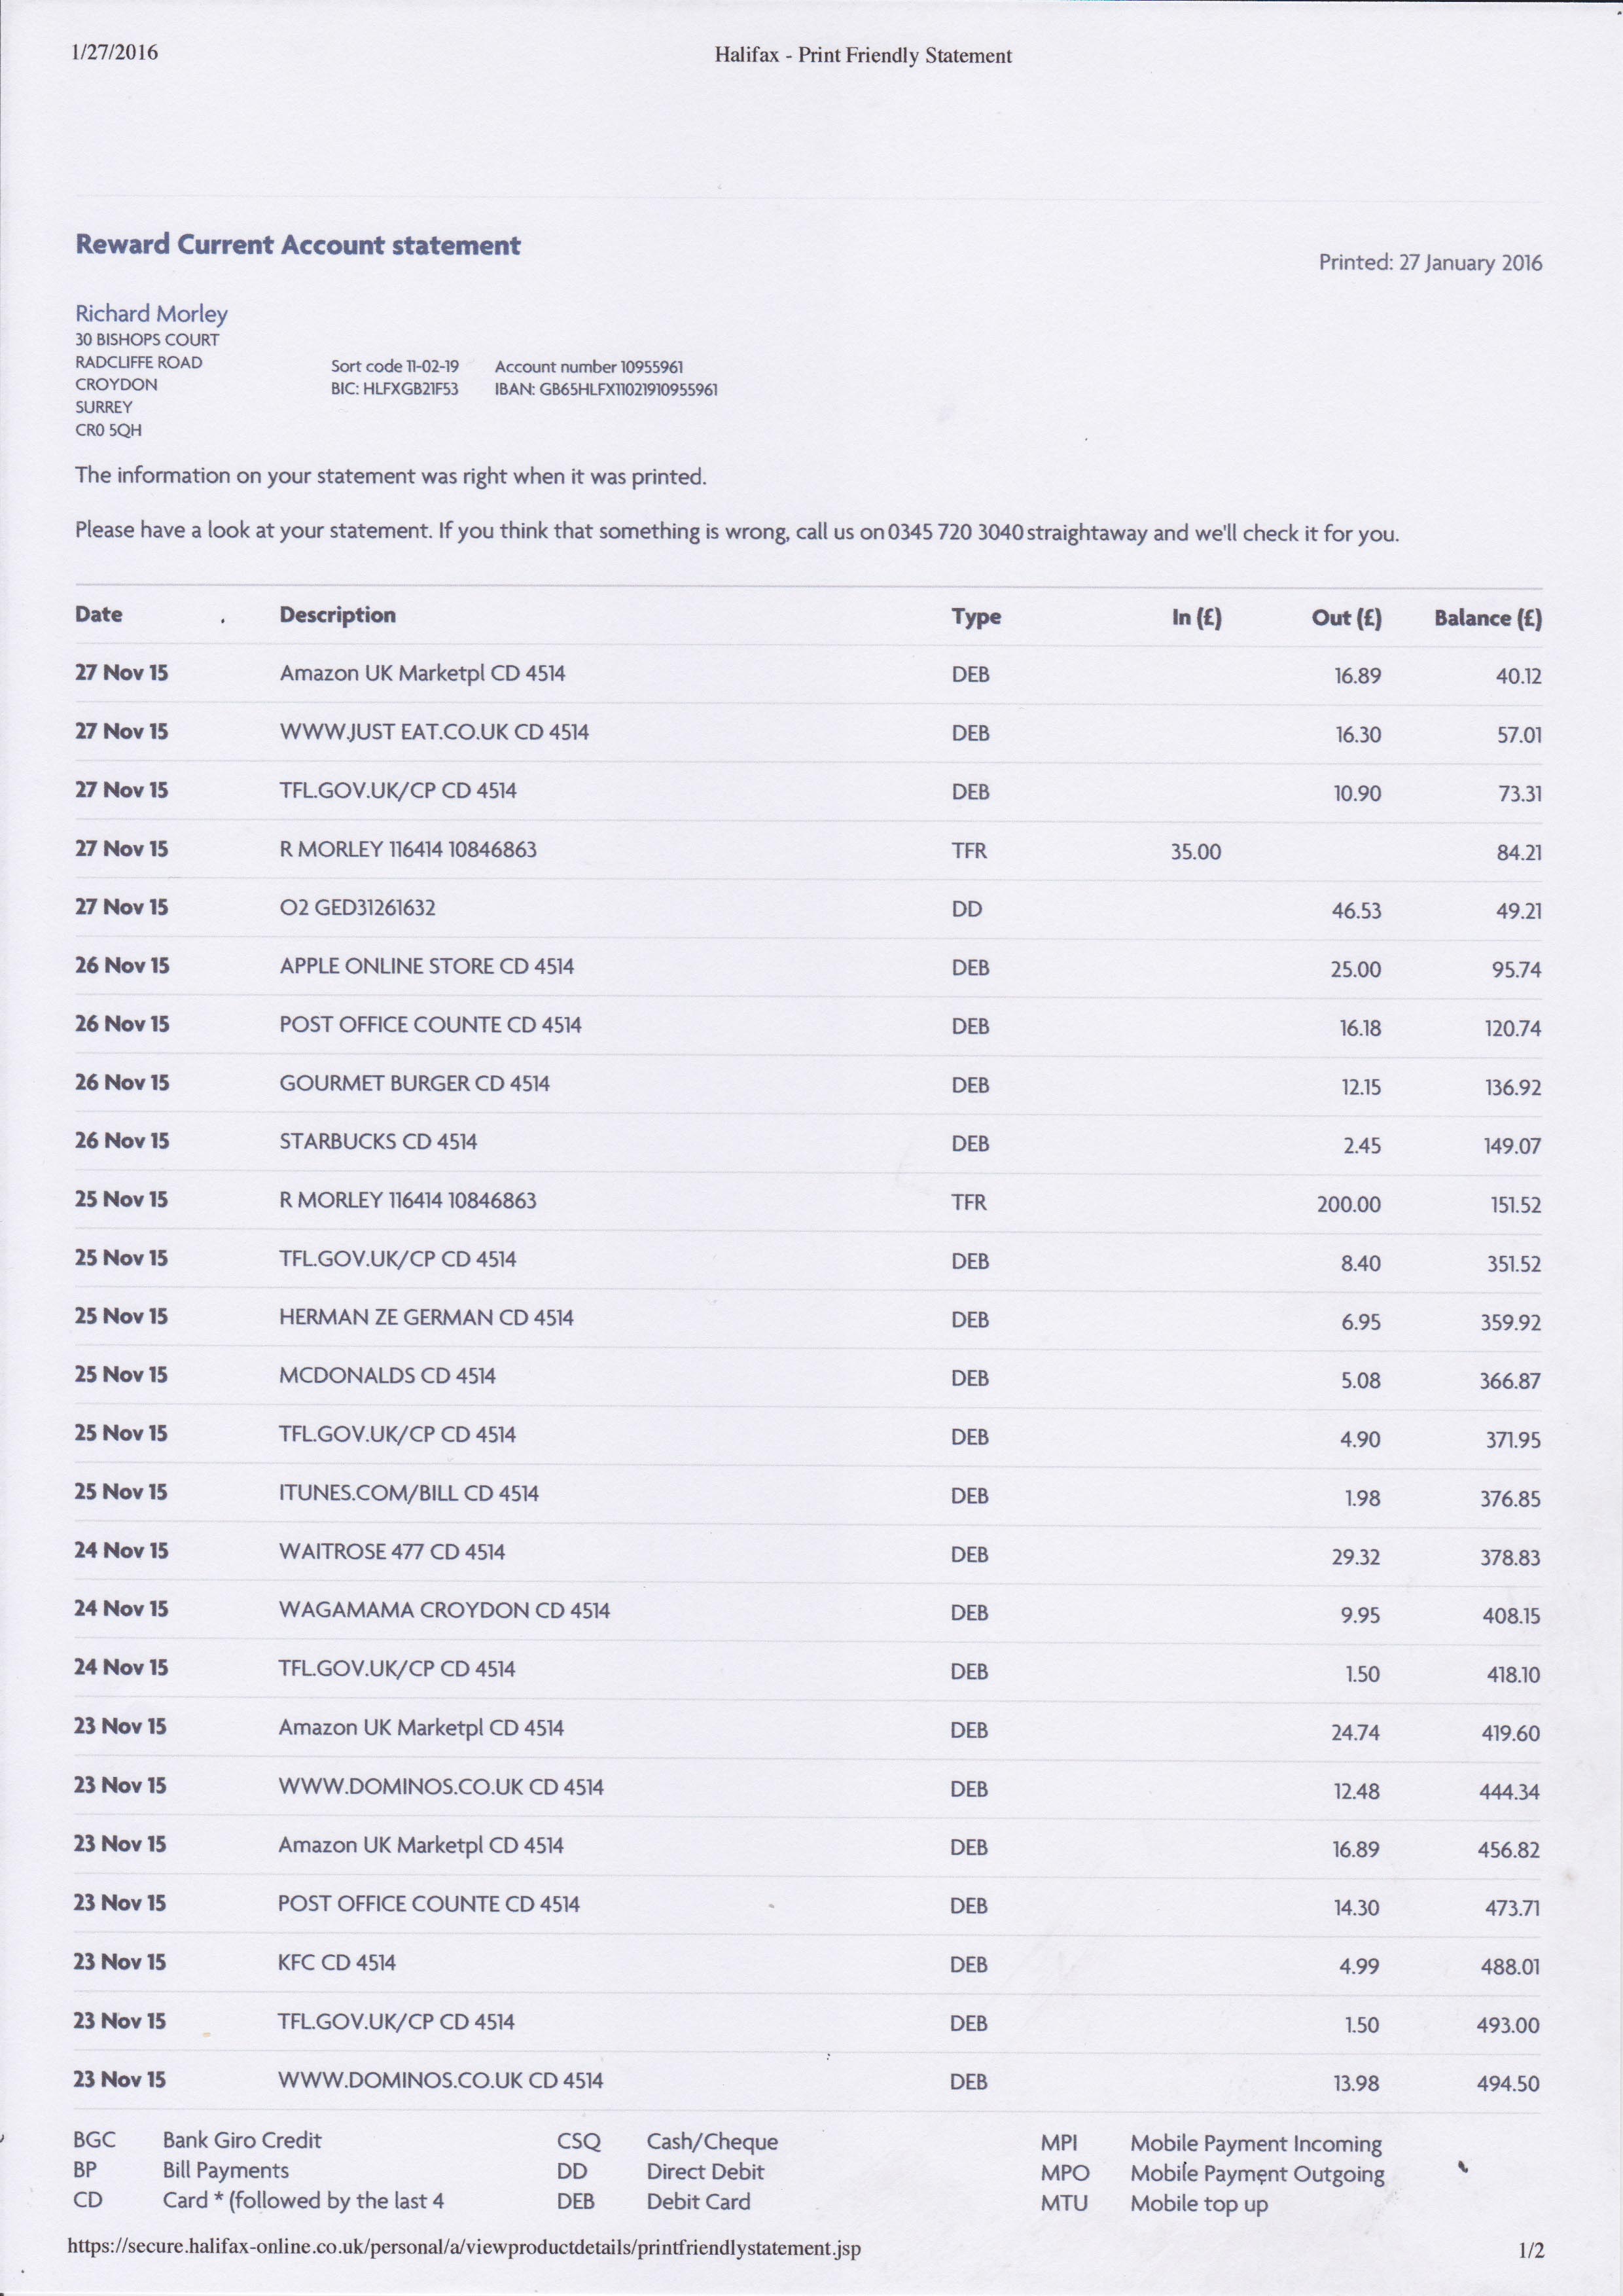 1/27/2016 Halifax - Print Friendly Statement
Reward Current Account statement
Printed: 27 January 2016
Richard Morley
30 BISHOPS COURT
RADCLIFFE ROAD Sort code 11-02-19 Account number 10955961
CROYDON BIC: HLFXGB21F53 IBAN: GB65HLFX11021910955961
SURREY
CR0 5QH
The information on your statement was right when it was printed.
Please have a look at your statement. If you think that something is wrong, call us on 0345 720 3040 straightaway and we'll check it for you.
Date Description Type In (£) Out (£) Balance (£)
27 Nov 15 Amazon UK Marketpl CD 4514 DEB 16.89 40.12
27 Nov 15 WWW.JUST EAT.CO.UK CD 4514 DEB 16.30 57.01
27 Nov 15 TFL.GOV.UK/CP CD 4514 DEB 10.90 73.31
27 Nov 15 R MORLEY 116414 10846863 TFR 35.00 84.21
27 Nov 15 O2 GED31261632 DD 46.53 49.21
26 Nov 15 APPLE ONLINE STORE CD 4514 DEB 25.00 95.74
26 Nov 15 POST OFFICE COUNTE CD 4514 DEB 16.18 120.74
26 Nov 15 GOURMET BURGER CD 4514 DEB 12.15 136.92
26 Nov 15 STARBUCKS CD 4514 DEB 2.45 149.07
25 Nov 15 R MORLEY 116414 10846863 TFR 200.00 151.52
25 Nov 15 TFL.GOV.UK/CP CD 4514 DEB 8.40 351.52
25 Nov 15 HERMAN ZE GERMAN CD 4514 DEB 6.95 359.92
25 Nov 15 MCDONALDS CD 4514 DEB 5.08 366.87
25 Nov 15 TFL.GOV.UK/CP CD 4514 DEB 4.90 371.95
25 Nov 15 ITUNES.COM/BILL CD 4514 DEB 1.98 376.85
24 Nov 15 WAITROSE 477 CD 4514 DEB 29.32 378.83
24 Nov 15 WAGAMAMA CROYDON CD 4514 DEB 9.95 408.15
24 Nov 15 TFL.GOV.UK/CP CD 4514 DEB 1.50 418.10
23 Nov 15 Amazon UK Marketpl CD 4514 DEB 24.74 419.60
23 Nov 15 WWW.DOMINOS.CO.UK CD 4514 DEB 12.48 444.34
23 Nov 15 Amazon UK Marketpl CD 4514 DEB 16.89 456.82
23 Nov 15 POST OFFICE COUNTE CD 4514 DEB 14.30 473.71
23 Nov 15 KFC CD 4514 DEB 4.99 488.01
23 Nov 15 TFL.GOV.UK/CP CD 4514 DEB 1.50 493.00
23 Nov 15 WWW.DOMINOS.CO.UK CD 4514 DEB 13.98 494.50
BGC Bank Giro Credit CSQ Cash/Cheque MPI Mobile Payment Incoming
BP Bill Payments DD Direct Debit MPO Mobile Payment Outgoing
CD Card * (followed by the last 4 DEB Debit Card MTU Mobile top up
https://secure.halifax-online.co.uk/personal/a/viewproductdetails/printfriendlystatement.jsp 1/2